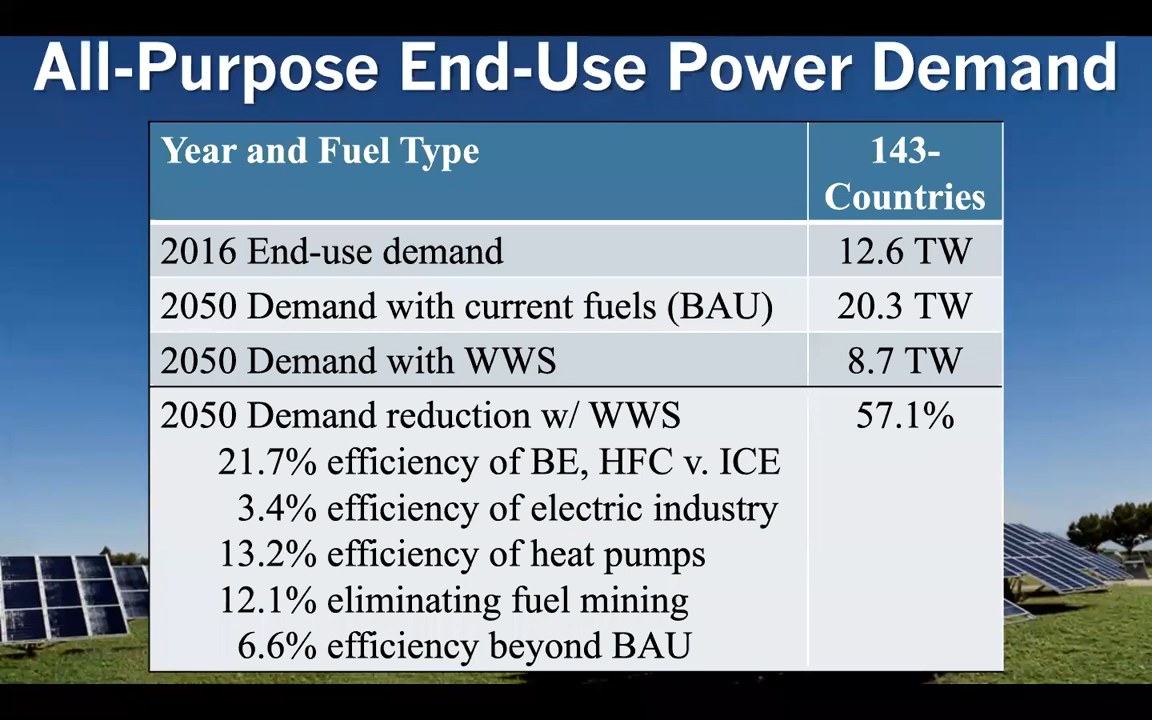 All-Purpose End-Use Power Demand
Year and Fuel Type
143-
Countries
2016 End-use demand
12.6 TW
2050 Demand with current fuels (BAU)
20.3 TW
2050 Demand with WWS
8.7 TW
2050 Demand reduction w/ WWS
57.1%
21.7% efficiency of BE, HFC v. ICE
3.4% efficiency of electric industry
13.2% efficiency of heat pumps
12.1% eliminating fuel mining
6.6% efficiency beyond BAU